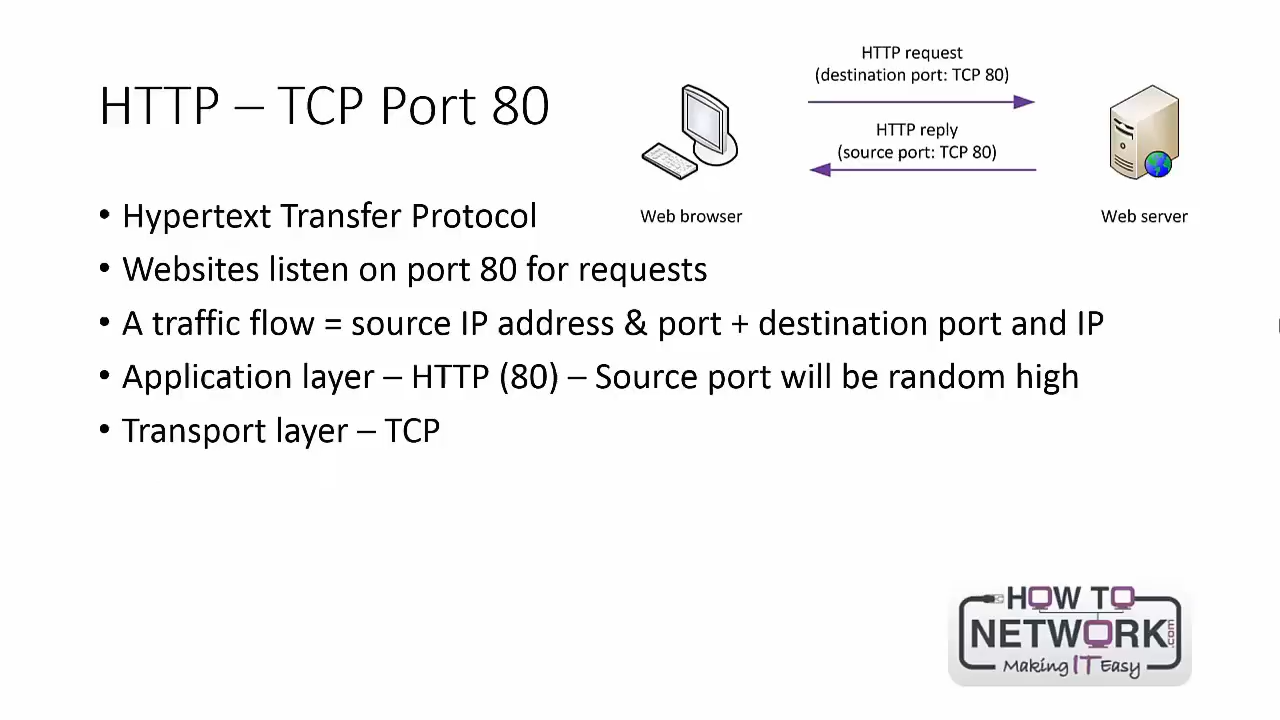 HTTP – TCP Port 80
HTTP request
(destination port: TCP 80)
HTTP reply
(source port: TCP 80)
Web browser
Web server
• Hypertext Transfer Protocol
• Websites listen on port 80 for requests
• A traffic flow = source IP address & port + destination port and IP
• Application layer – HTTP (80) – Source port will be random high
• Transport layer – TCP
HOW TO
NETWORK.com
Making IT Easy